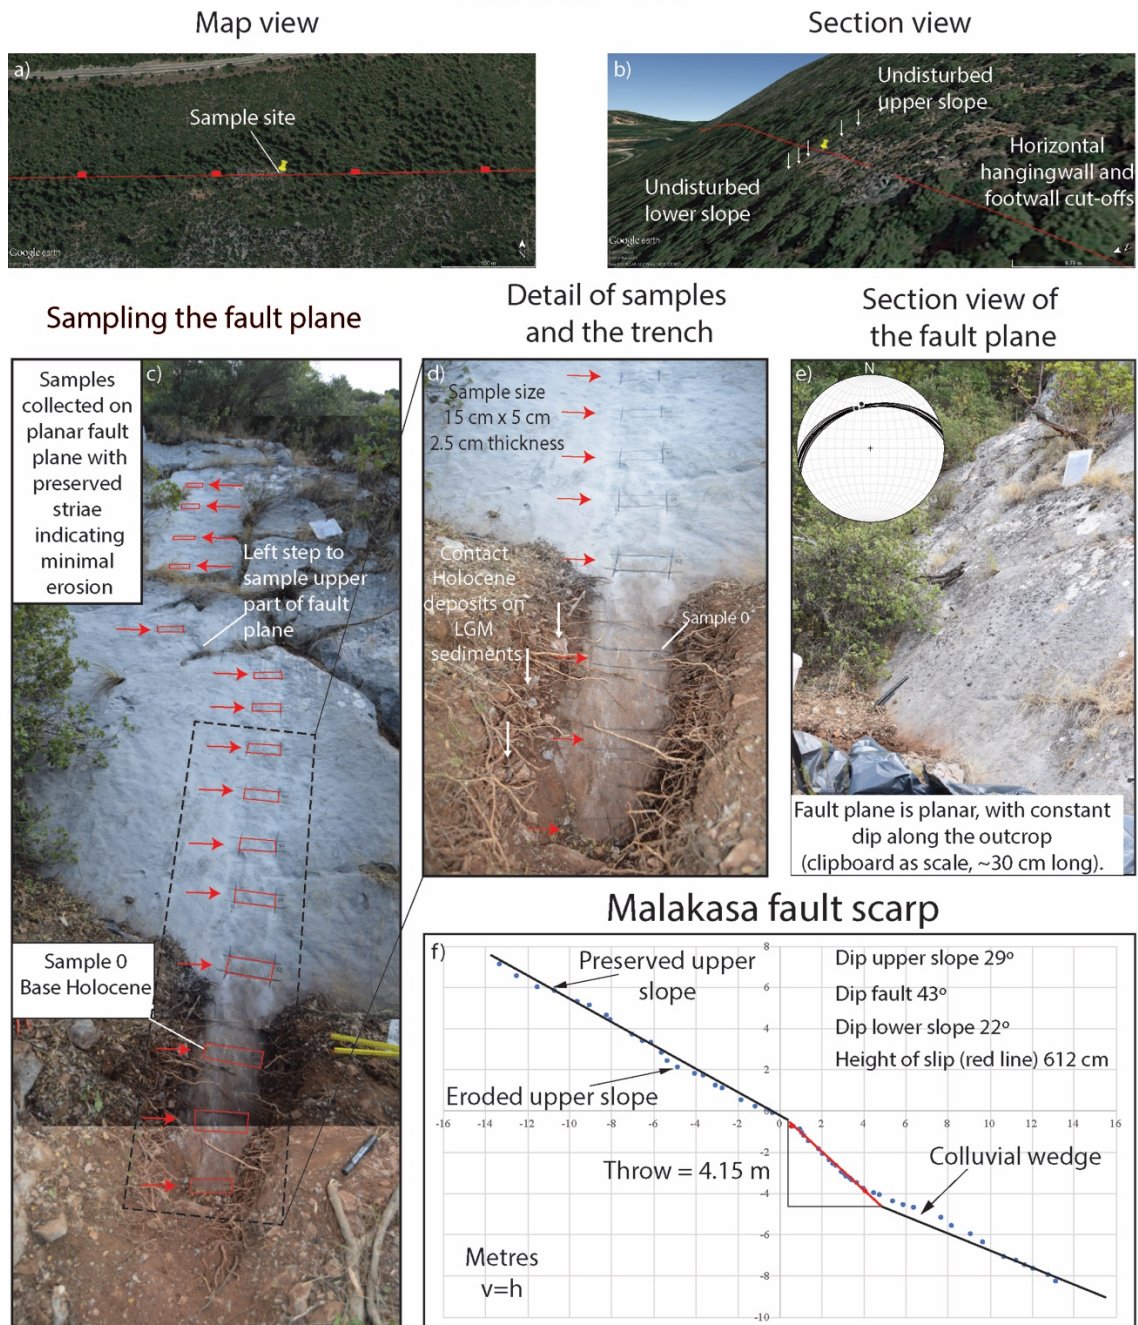 Map view
Section view
a)
Sample site
Google earth
N
100 m
b)
Undisturbed
upper slope
Undisturbed
lower slope
Horizontal
hangingwall and
footwall cut-offs
Google earth
Sampling the fault plane
Detail of samples
and the trench
Section view of
the fault plane
c)
Samples
collected on
planar fault
plane with
preserved
striae
indicating
minimal
erosion
Left step to
sample upper
part of fault
plane
Sample 0
Base Holocene
d)
Sample size
15 cm x 5 cm
2.5 cm thickness
Contact
Holocene
deposits on
LGM
sediments
Sample 0
e)
N
Fault plane is planar, with constant
dip along the outcrop
(clipboard as scale, ~30 cm long).
Malakasa fault scarp
f)
Preserved upper
slope
Eroded upper slope
Dip upper slope 29º
Dip fault 43º
Dip lower slope 22º
Height of slip (red line) 612 cm
Throw = 4.15 m
Colluvial wedge
Metres
v=h
8
6
4
2
0
-2
-4
-6
-8
-10
-16 -14 -12 -10 -8 -6 -4 -2 0 2 4 6 8 10 12 14 16